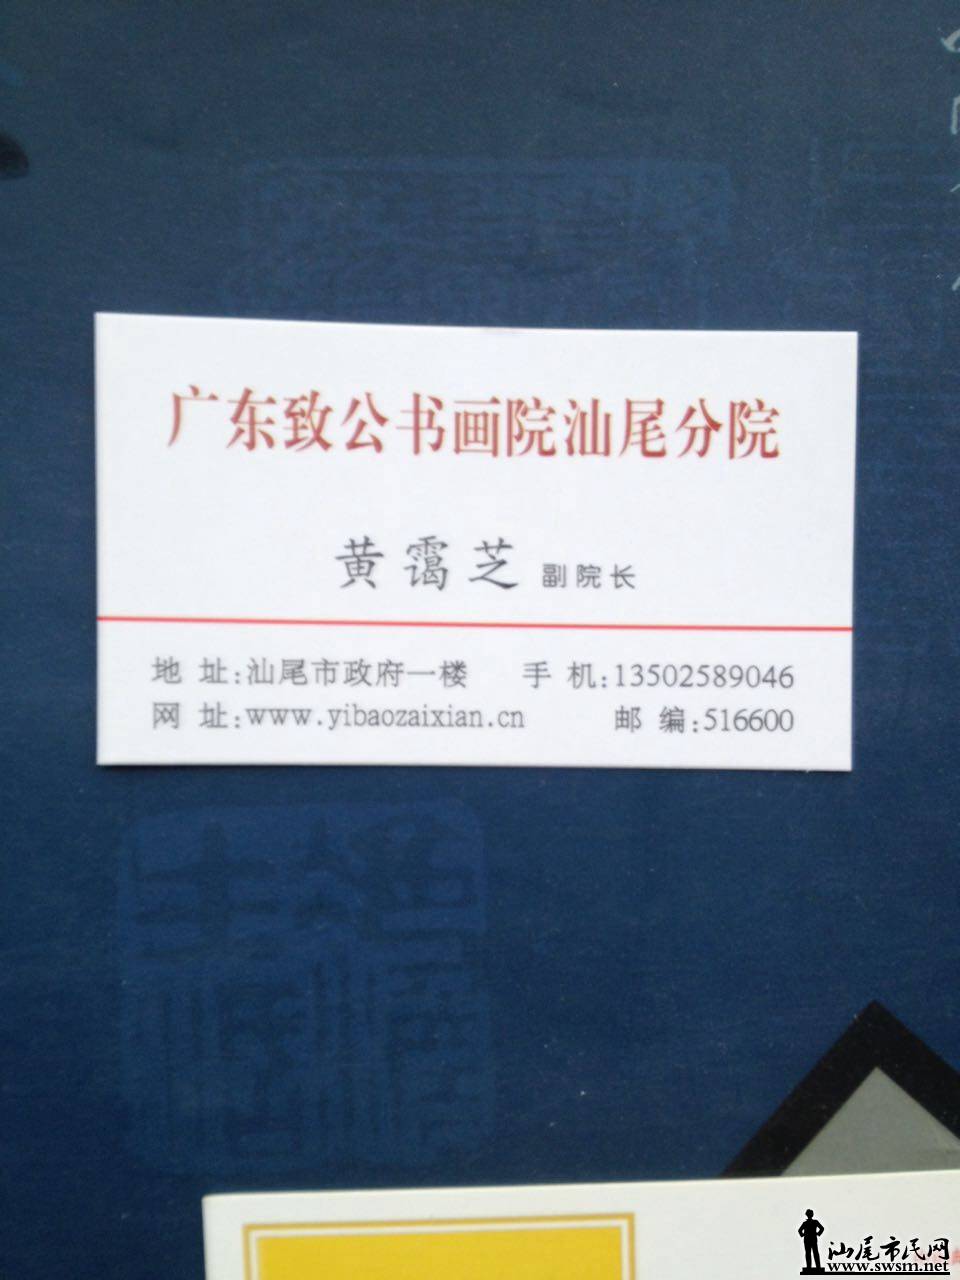 广东致公书画院汕尾分院
黄霭芝 副院长
地 址:汕尾市政府一楼 手 机:13502589046
网 址:www.yibaozaixian.cn 邮 编:516600
汕尾市民网
www.swsm.net